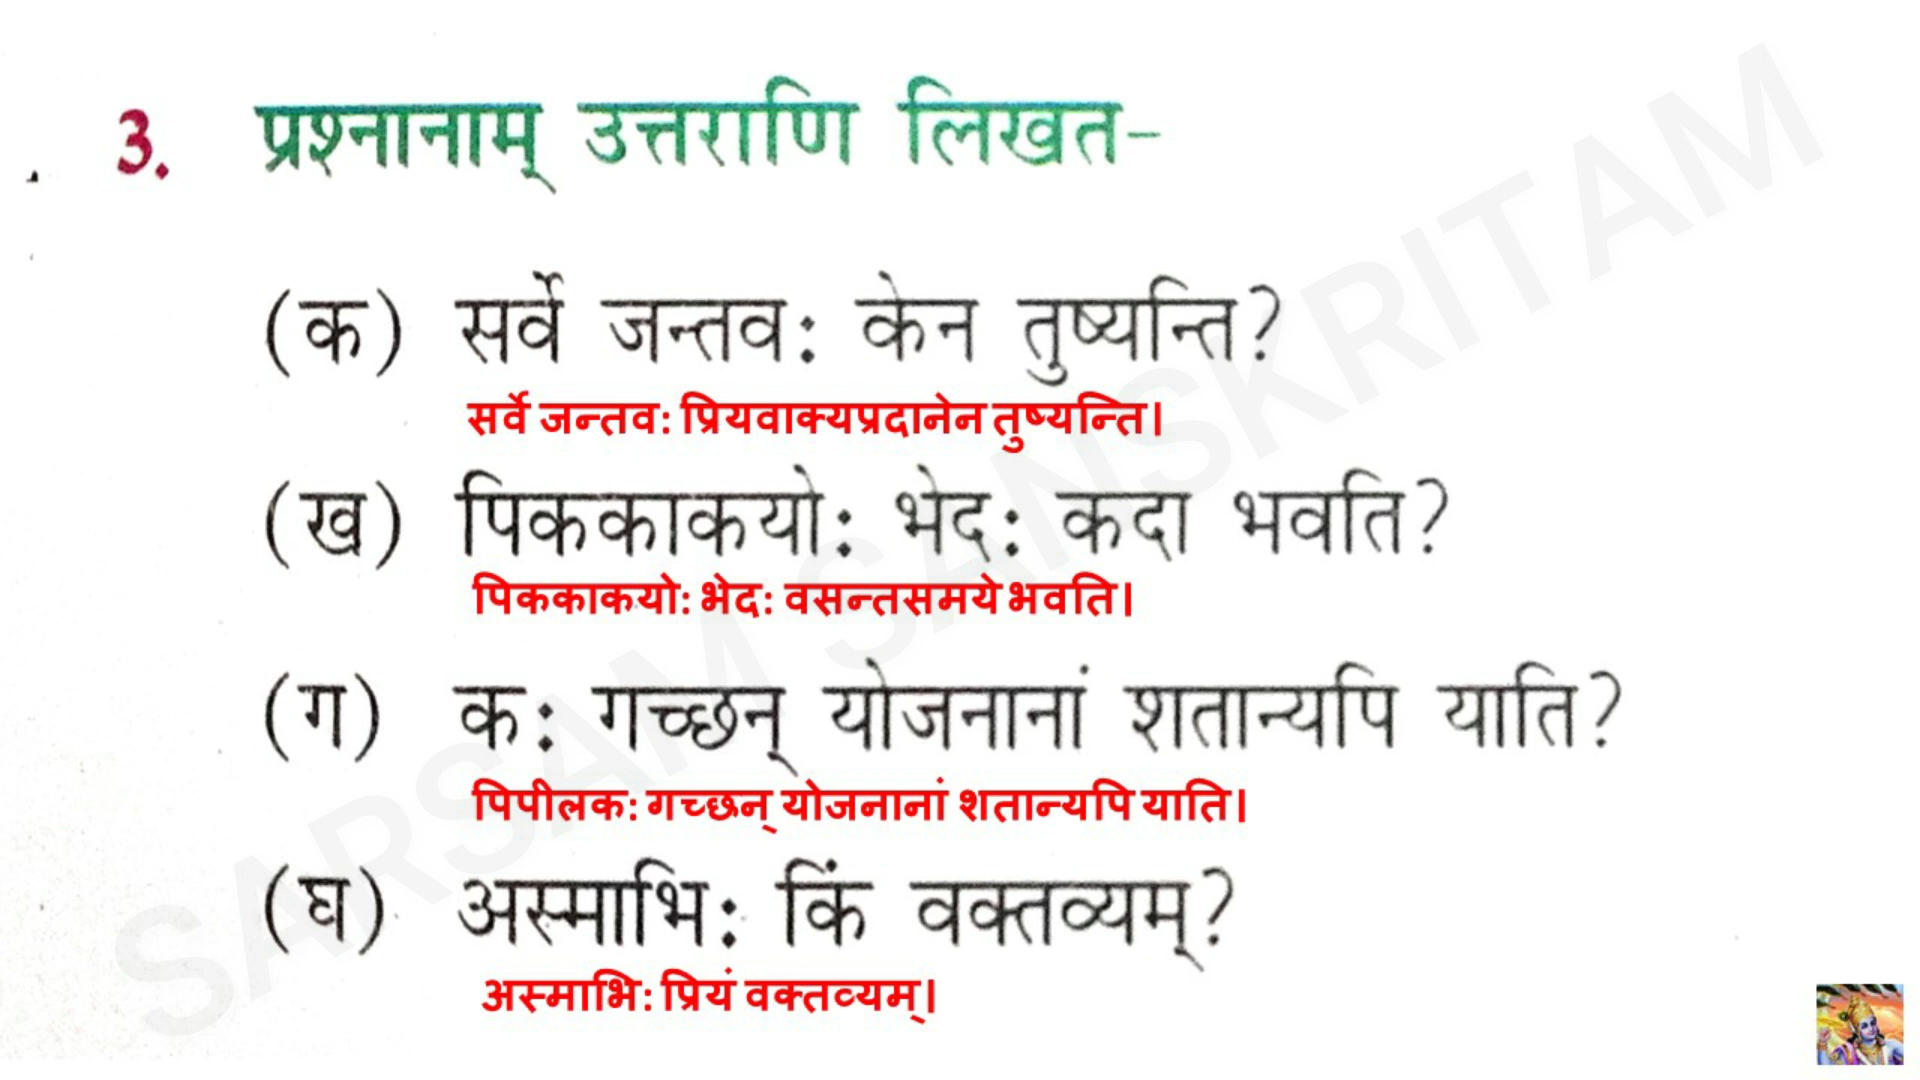 3. प्रश्नानाम् उत्तराणि लिखत-
(क) सर्वे जन्तवः केन तुष्यन्ति?
सर्वे जन्तव: प्रियवाक्यप्रदानेन तुष्यन्ति।
(ख) पिककाकयोः भेदः कदा भवति?
पिककाकयो: भेद: वसन्तसमये भवति।
(ग) कः गच्छन् योजनानां शतान्यपि याति?
पिपीलक: गच्छन् योजनानां शतान्यपि याति।
(घ) अस्माभिः किं वक्तव्यम्?
अस्माभि: प्रियं वक्तव्यम्।
SARSAM SANSKRITAM